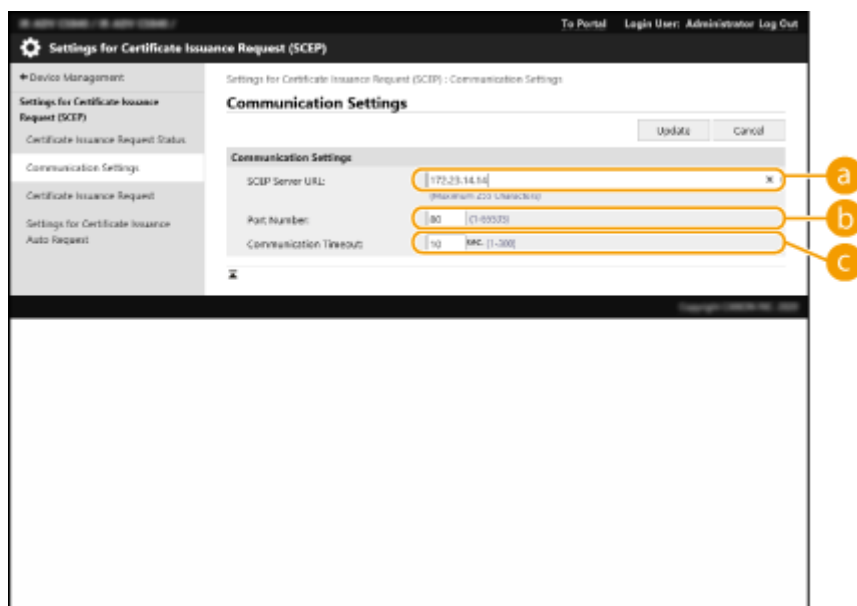 To Portal Login User: Administrator Log Out
Settings for Certificate Issuance Request (SCEP)
Device Management
Settings for Certificate Issuance
Request (SCEP)
Certificate Issuance Request Status
Communication Settings
Certificate Issuance Request
Settings for Certificate Issuance
Auto Request
Settings for Certificate Issuance Request (SCEP) : Communication Settings
Communication Settings
Update Cancel
Communication Settings
SCEP Server URL: 172.23.14.14 a
(Maximum 255 Characters)
Port Number: 80 (1-65535) b
Communication Timeout: 10 sec. (1-300) c